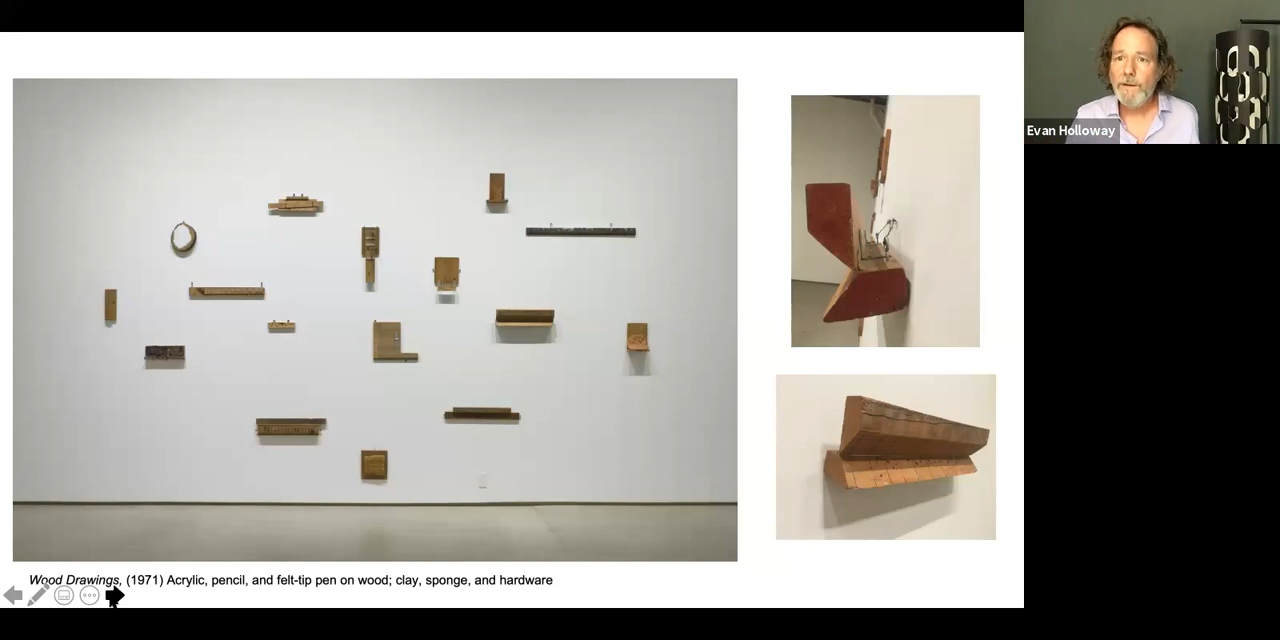 Evan Holloway
Wood Drawings, (1971) Acrylic, pencil, and felt-tip pen on wood; clay, sponge, and hardware